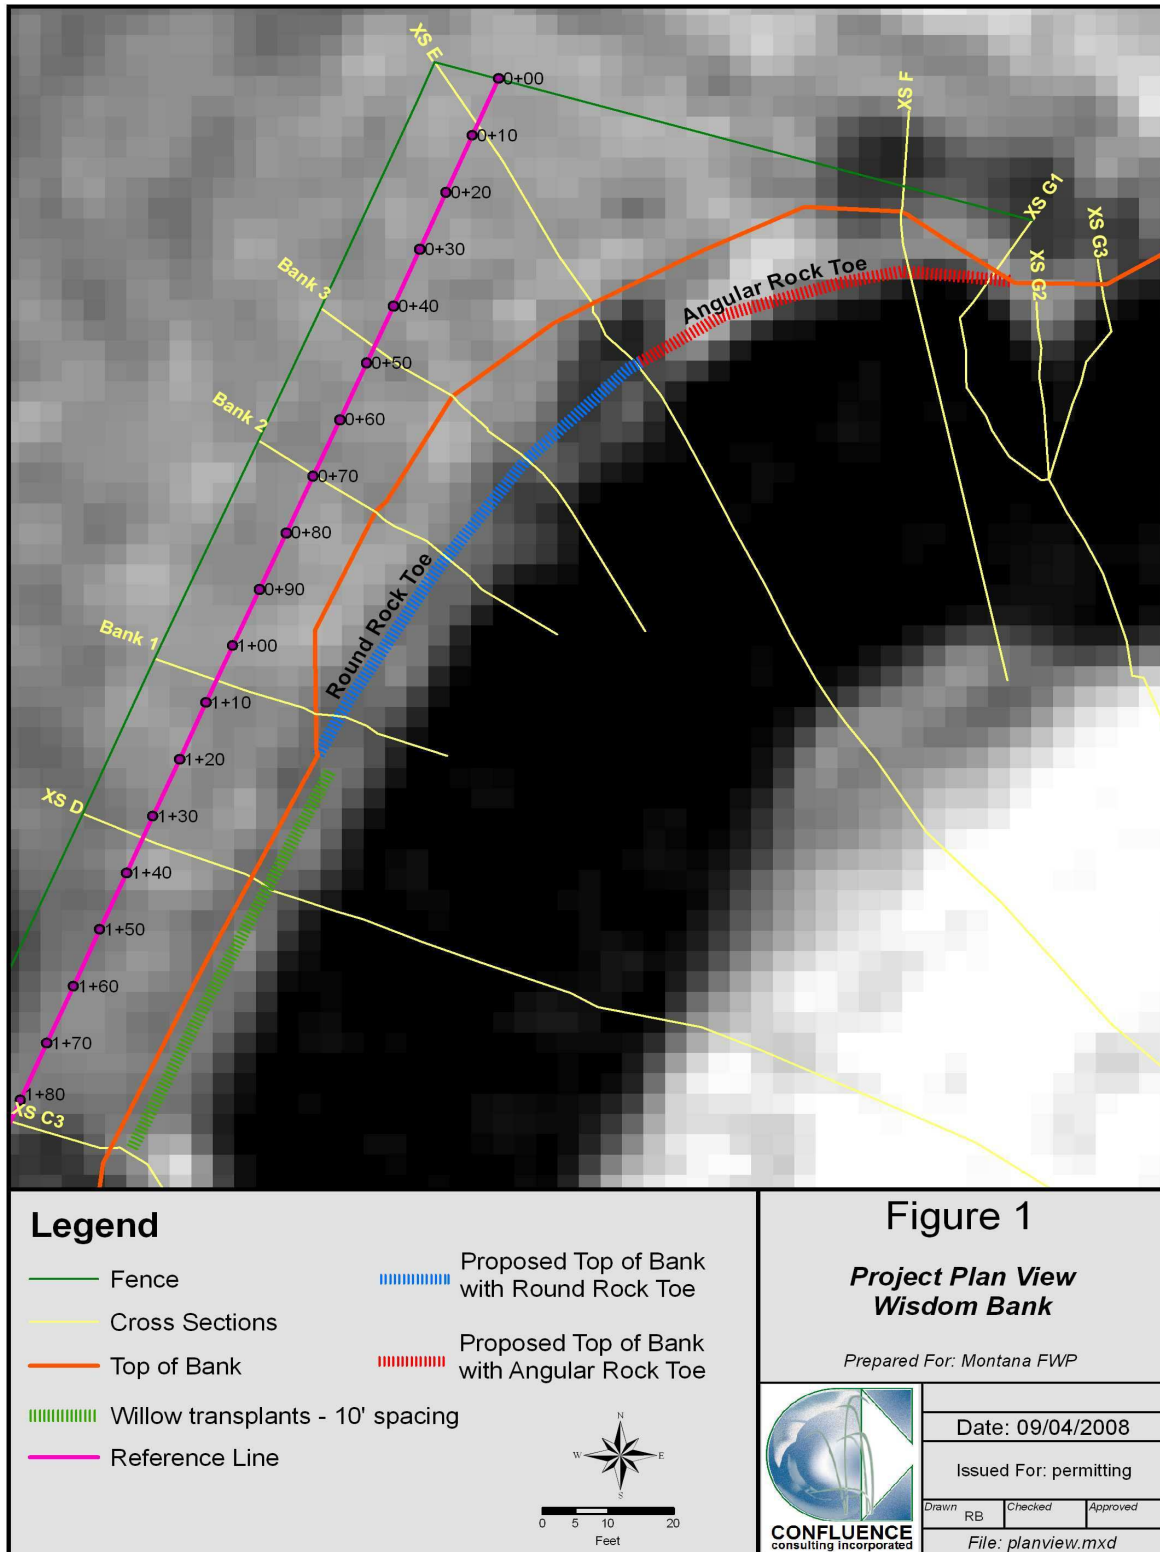 XS E
0+00
0+10
0+20
0+30
0+40
0+50
0+60
0+70
0+80
0+90
1+00
1+10
1+20
1+30
1+40
1+50
1+60
1+70
1+80
XS F
XS G1
XS G2
XS G3
Bank 3
Bank 2
Bank 1
XS D
XS C3
Angular Rock Toe
Round Rock Toe
Legend
Fence
Cross Sections
Top of Bank
Willow transplants - 10' spacing
Reference Line
Proposed Top of Bank
with Round Rock Toe
Proposed Top of Bank
with Angular Rock Toe
N
W E
S
0 5 10 20
Feet
Figure 1
Project Plan View
Wisdom Bank
Prepared For: Montana FWP
CONFLUENCE
consulting incorporated
Date: 09/04/2008
Issued For: permitting
Drawn RB
Checked
Approved
File: planview.mxd